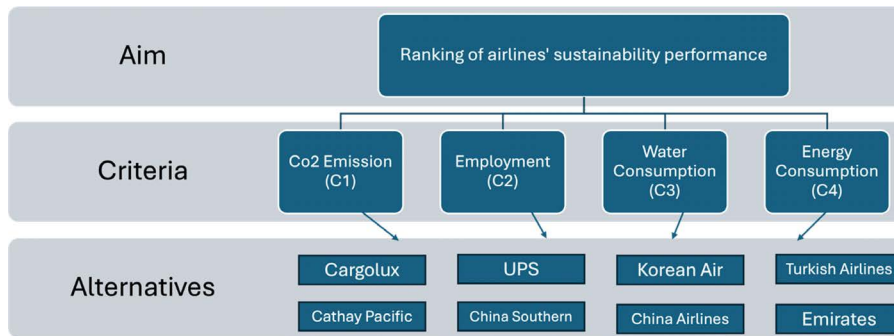 Aim
Ranking of airlines' sustainability performance
Criteria
Co2 Emission
(C1)
Employment
(C2)
Water
Consumption
(C3)
Energy
Consumption
(C4)
Alternatives
Cargolux
UPS
Korean Air
Turkish Airlines
Cathay Pacific
China Southern
China Airlines
Emirates